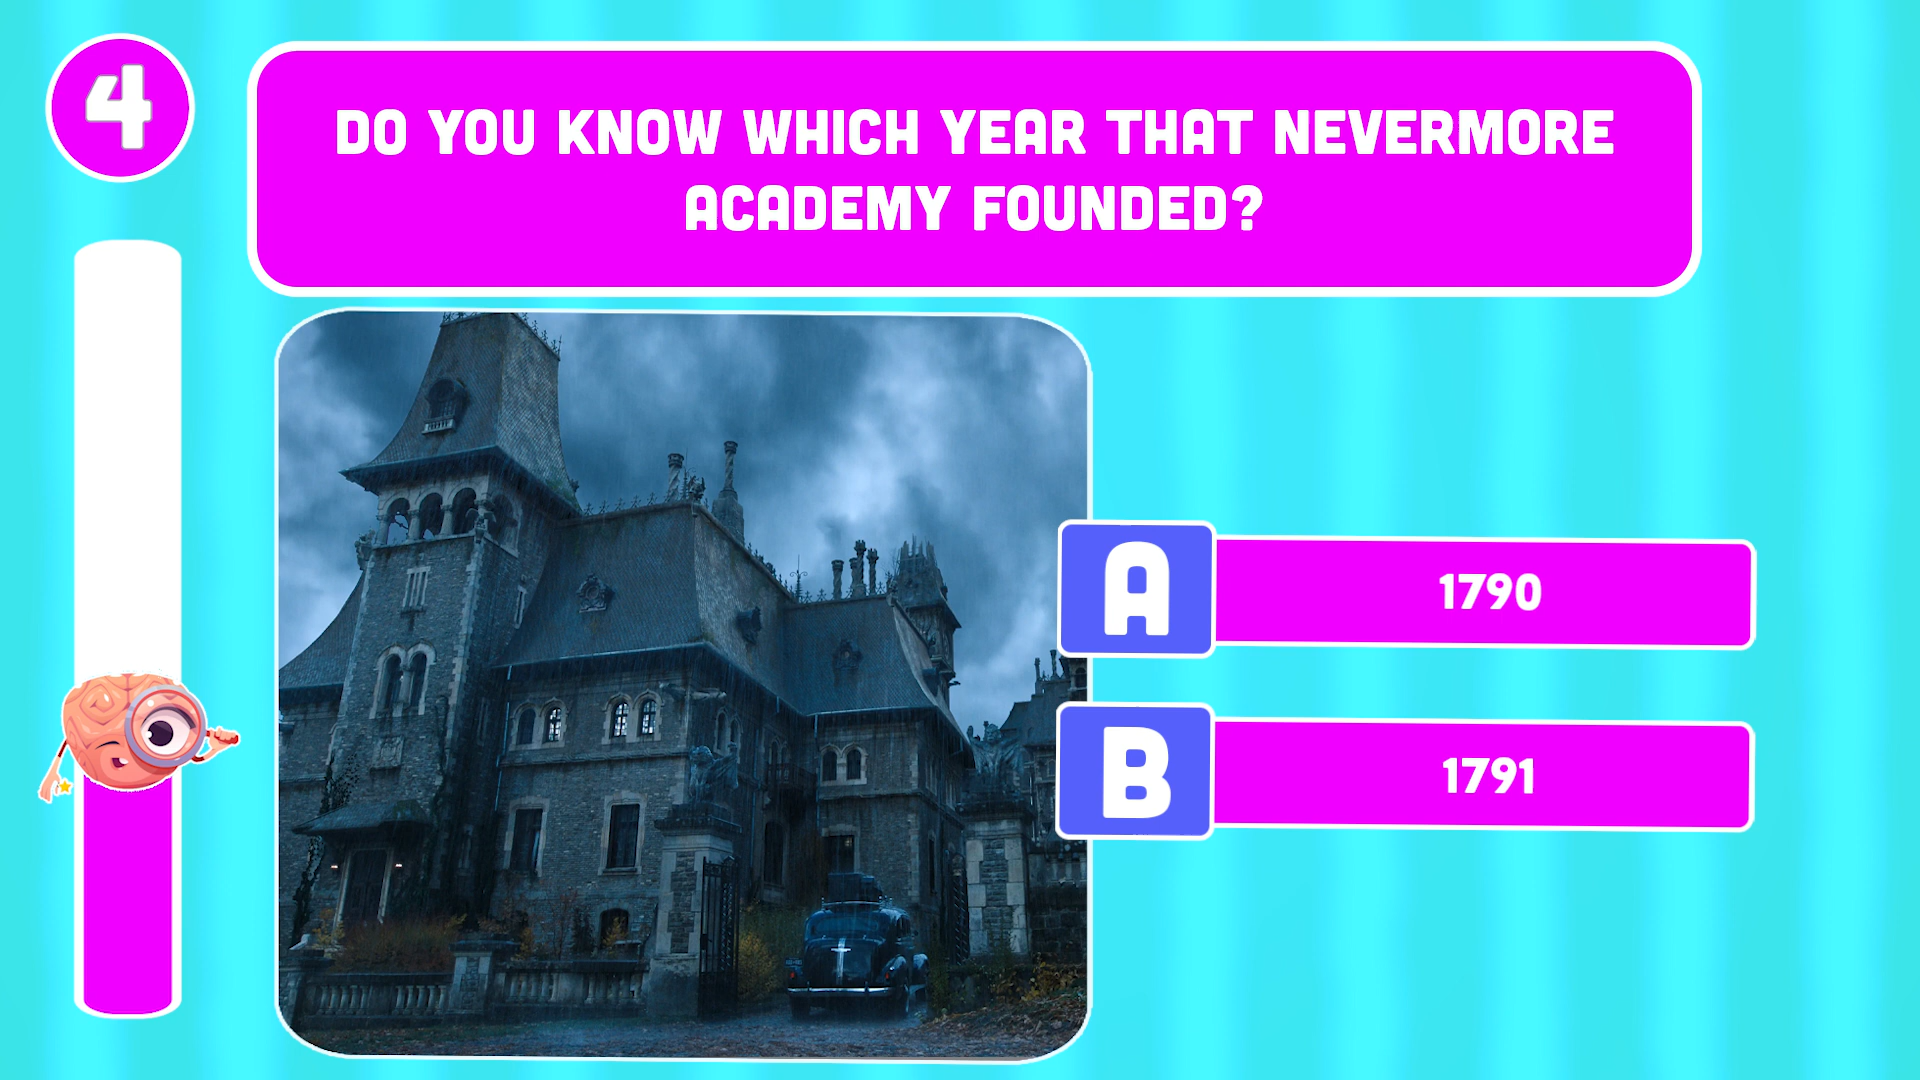 4
DO YOU KNOW WHICH YEAR THAT NEVERMORE
ACADEMY FOUNDED?
A
1790
B
1791